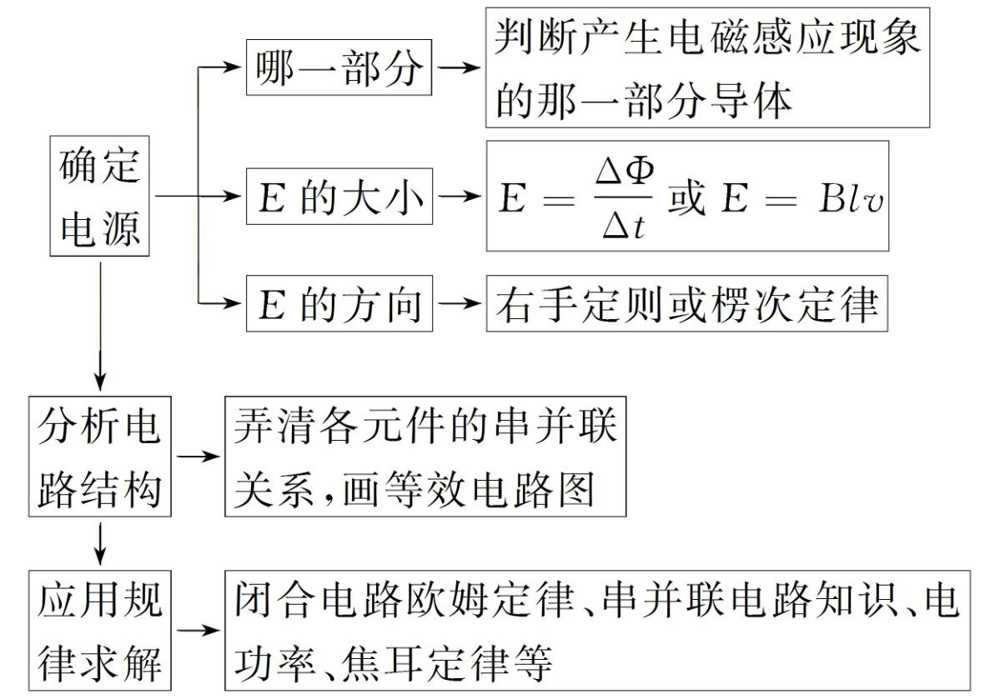 确定
电源
哪一部分
判断产生电磁感应现象
的那一部分导体
E 的大小
E = ΔΦ/Δt 或 E = Blv
E 的方向
右手定则或楞次定律
分析电
路结构
弄清各元件的串并联
关系,画等效电路图
应用规
律求解
闭合电路欧姆定律、串并联电路知识、电
功率、焦耳定律等